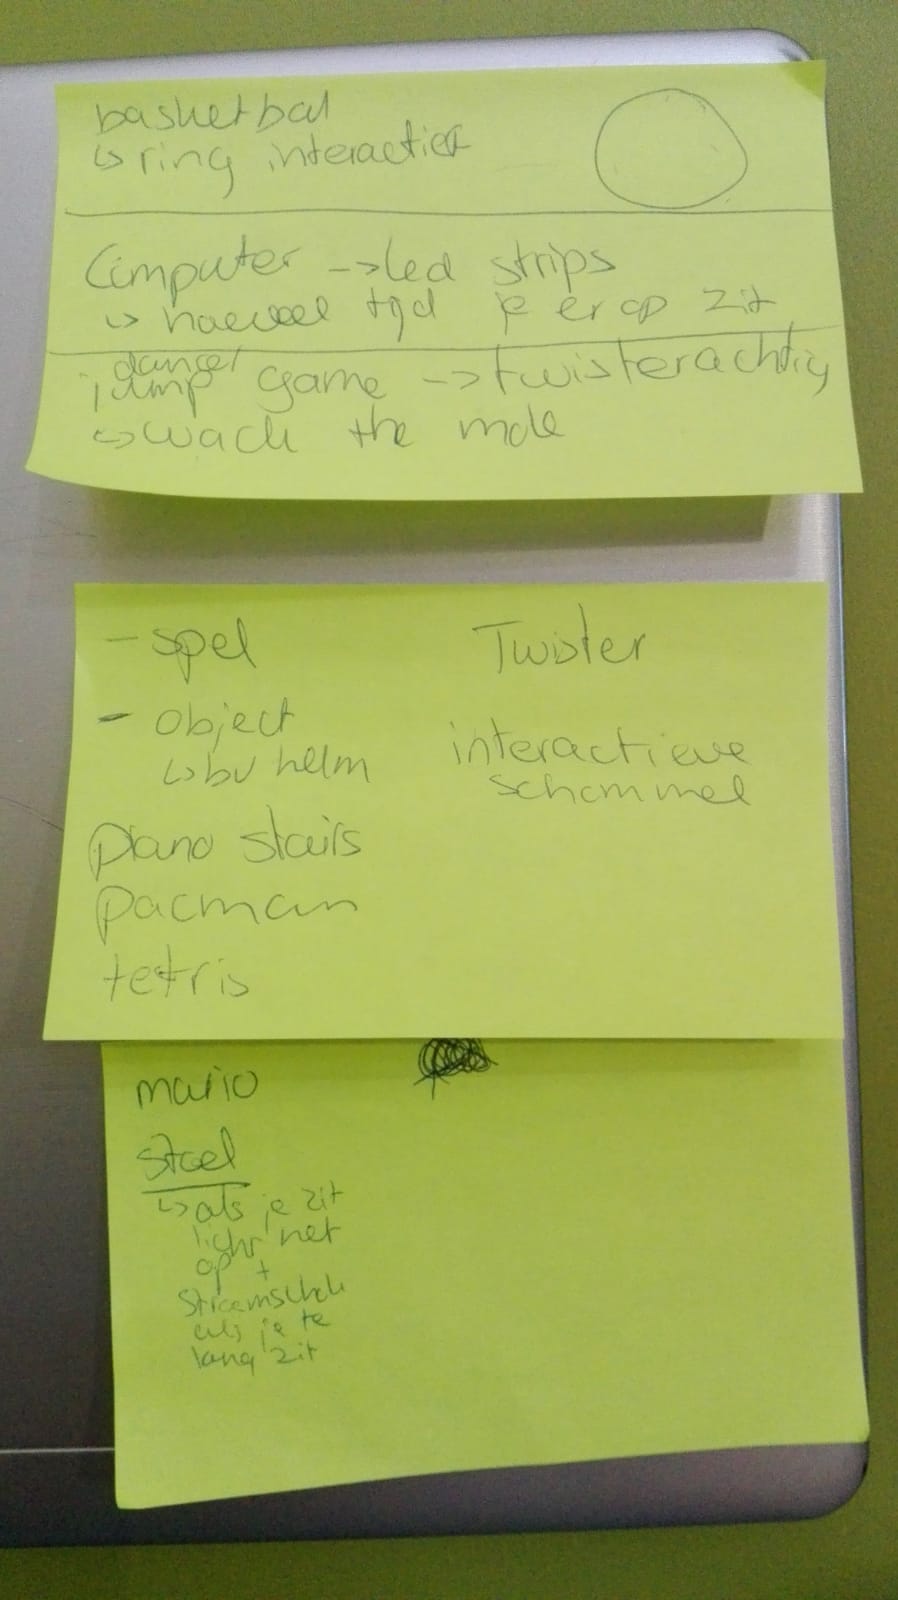 basketbal
↳ ring interactief
Computer -> Led strips
↳ hoeveel tijd je erop zit
danse/
jump game -> twisterachtig
↳ wack the mole
- spel
Twister
- object
↳ bv helm
interactieve
schommel
piano stairs
pacman
tetris
mario
stoel
↳ als je zit
licht het
op +
stroomschok
als je te
lang zit